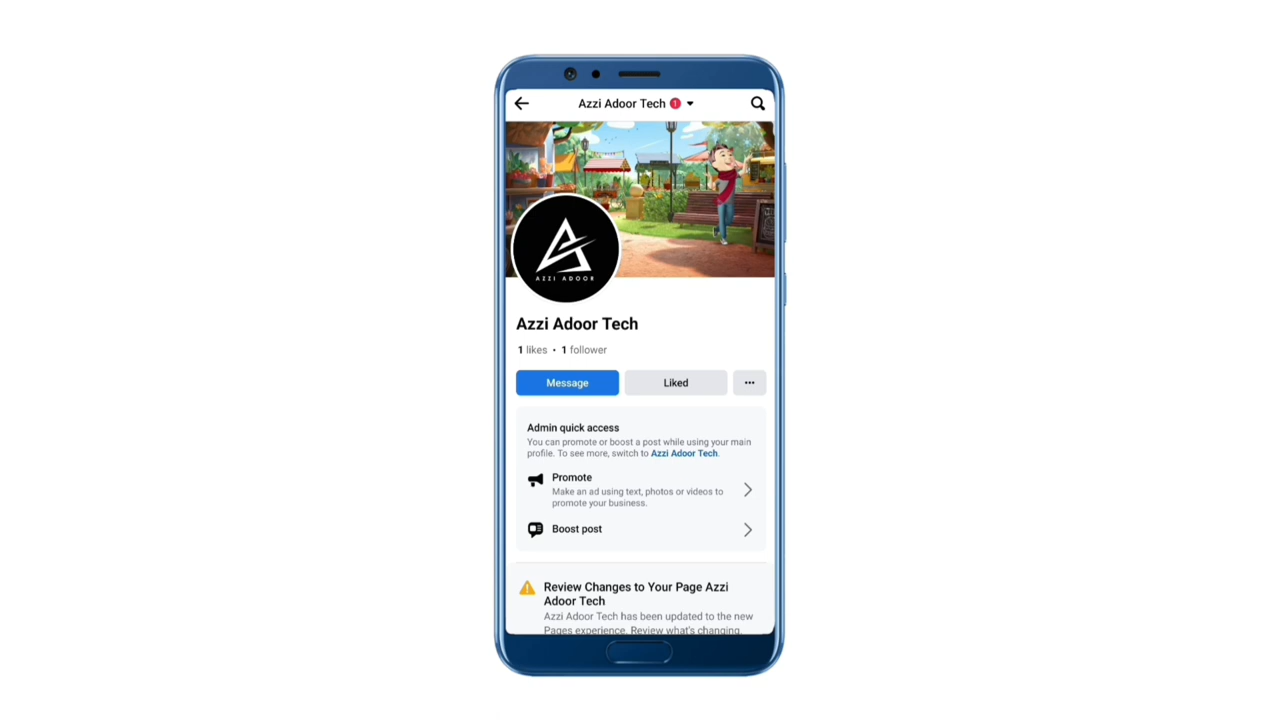 Azzi Adoor Tech 1
AZZI ADOOR
Azzi Adoor Tech
1 likes • 1 follower
Message
Liked
Admin quick access
You can promote or boost a post while using your main
profile. To see more, switch to Azzi Adoor Tech.
Promote
Make an ad using text, photos or videos to
promote your business.
Boost post
Review Changes to Your Page Azzi
Adoor Tech
Azzi Adoor Tech has been updated to the new
Pages experience. Review what's changing,